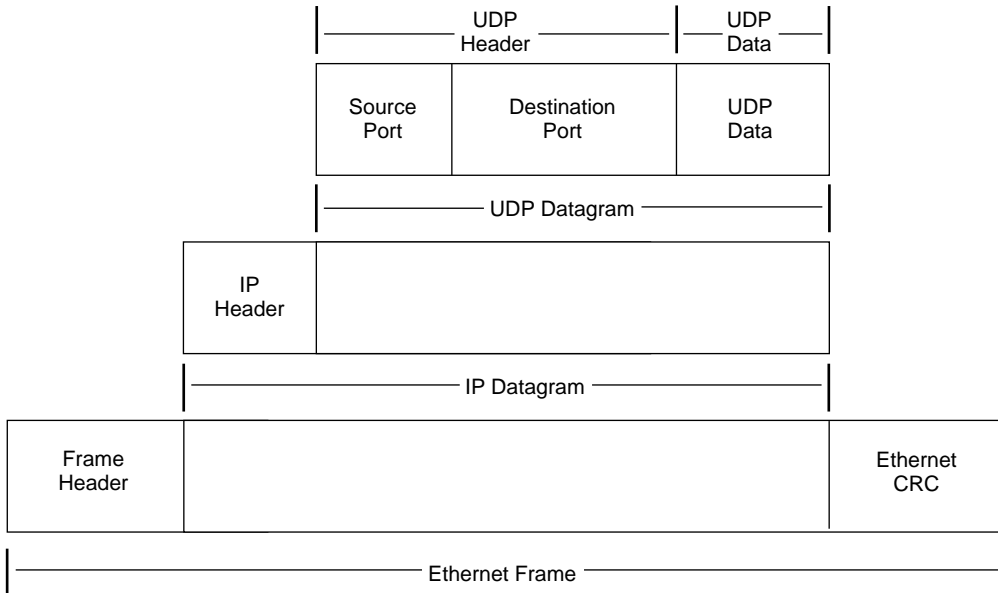 UDP
Header
UDP
Data
Source
Port
Destination
Port
UDP
Data
UDP Datagram
IP
Header
IP Datagram
Frame
Header
Ethernet
CRC
Ethernet Frame